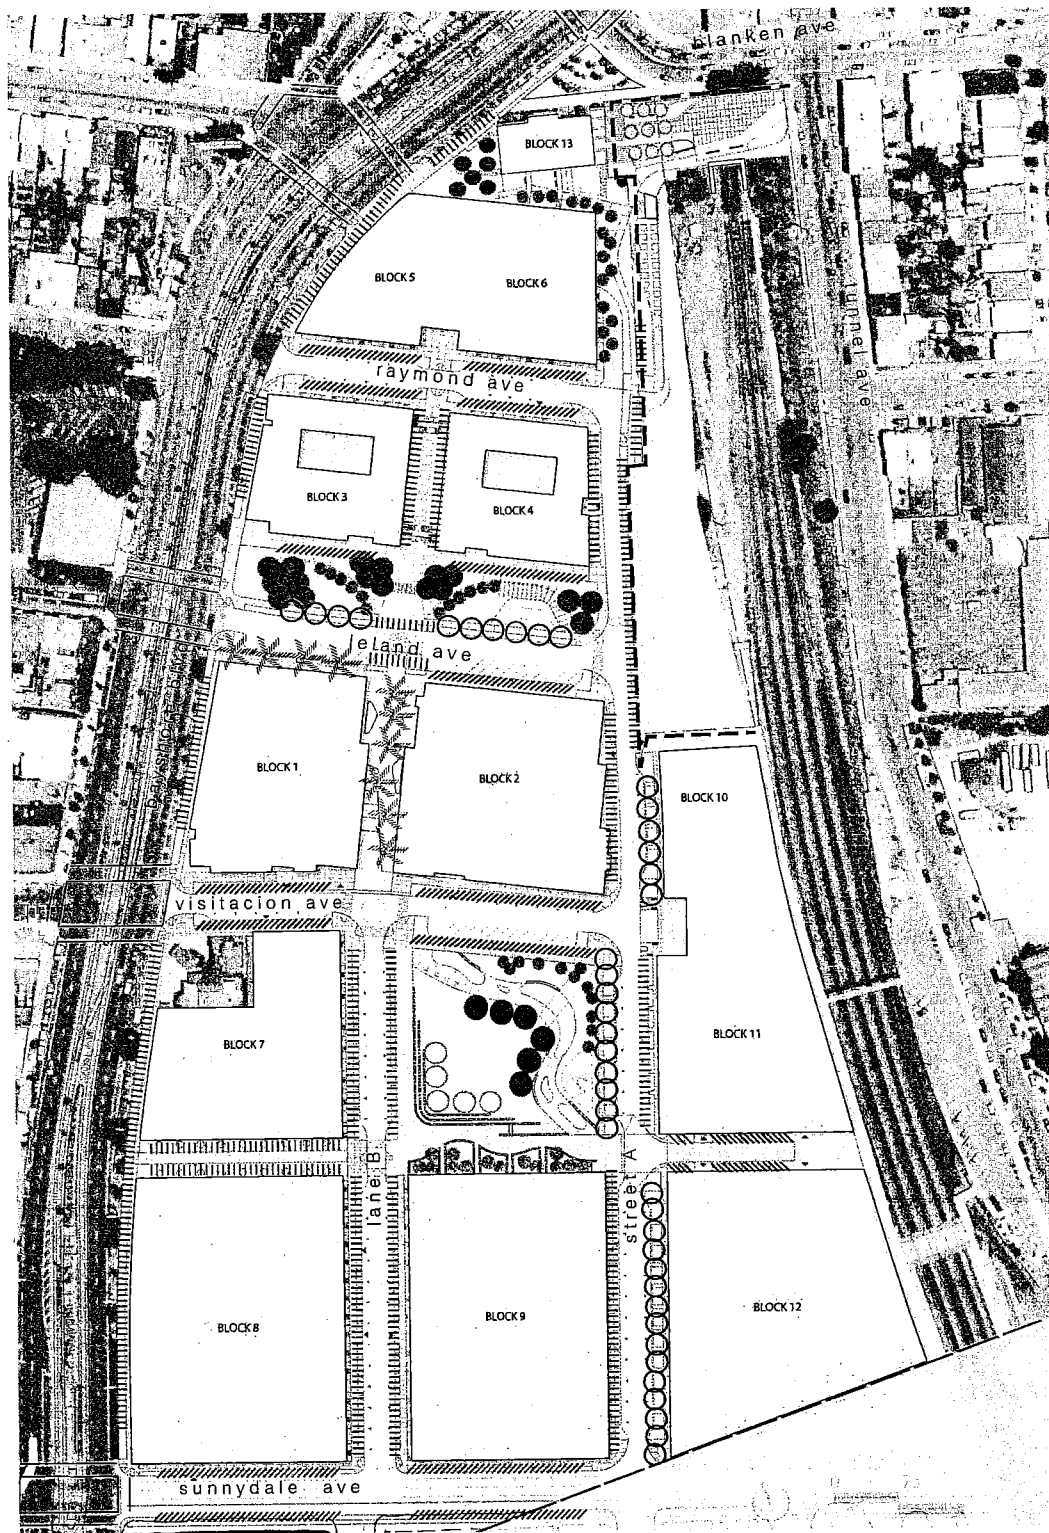 blanken ave
BLOCK 13
BLOCK 5
BLOCK 6
tunnel ave
raymond ave
BLOCK 3
BLOCK 4
leland ave
BLOCK 1
BLOCK 2
BLOCK 10
visitacion ave
BLOCK 7
BLOCK 11
lane B
street A
BLOCK 8
BLOCK 9
BLOCK 12
sunnydale ave